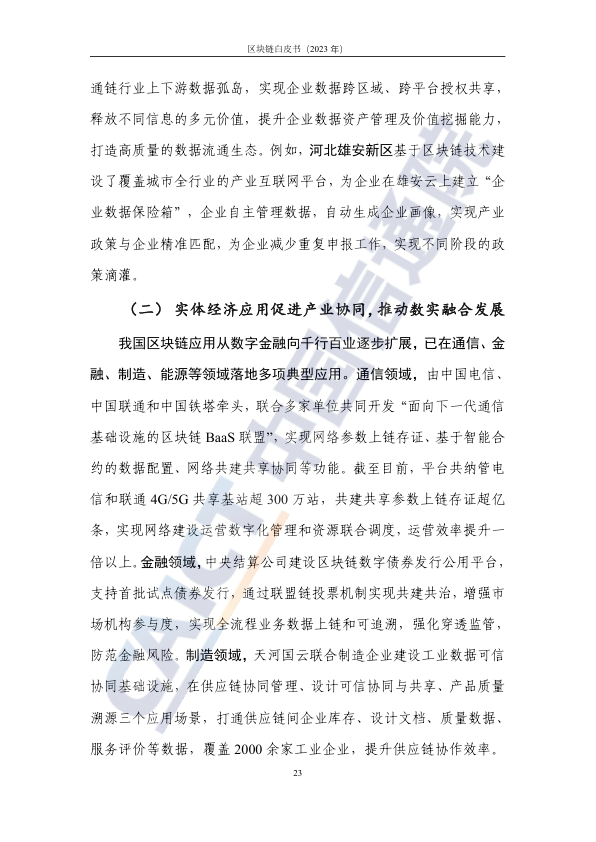 区块链白皮书（2023 年）
通链行业上下游数据孤岛，实现企业数据跨区域、跨平台授权共享，
释放不同信息的多元价值，提升企业数据资产管理及价值挖掘能力，
打造高质量的数据流通生态。例如，河北雄安新区基于区块链技术建
设了覆盖城市全行业的产业互联网平台，为企业在雄安云上建立“企
业数据保险箱”，企业自主管理数据，自动生成企业画像，实现产业
政策与企业精准匹配，为企业减少重复申报工作，实现不同阶段的政
策滴灌。
（二） 实体经济应用促进产业协同，推动数实融合发展
我国区块链应用从数字金融向千行百业逐步扩展，已在通信、金
融、制造、能源等领域落地多项典型应用。通信领域，由中国电信、
中国联通和中国铁塔牵头，联合多家单位共同开发“面向下一代通信
基础设施的区块链 BaaS 联盟”，实现网络参数上链存证、基于智能合
约的数据配置、网络共建共享协同等功能。截至目前，平台共纳管电
信和联通 4G/5G 共享基站超 300 万站，共建共享参数上链存证超亿
条，实现网络建设运营数字化管理和资源联合调度，运营效率提升一
倍以上。金融领域，中央结算公司建设区块链数字债券发行公用平台，
支持首批试点债券发行，通过联盟链投票机制实现共建共治，增强市
场机构参与度，实现全流程业务数据上链和可追溯，强化穿透监管，
防范金融风险。制造领域，天河国云联合制造企业建设工业数据可信
协同基础设施，在供应链协同管理、设计可信协同与共享、产品质量
溯源三个应用场景，打通供应链间企业库存、设计文档、质量数据、
服务评价等数据，覆盖 2000 余家工业企业，提升供应链协作效率。
23
CAICT 中国信通院